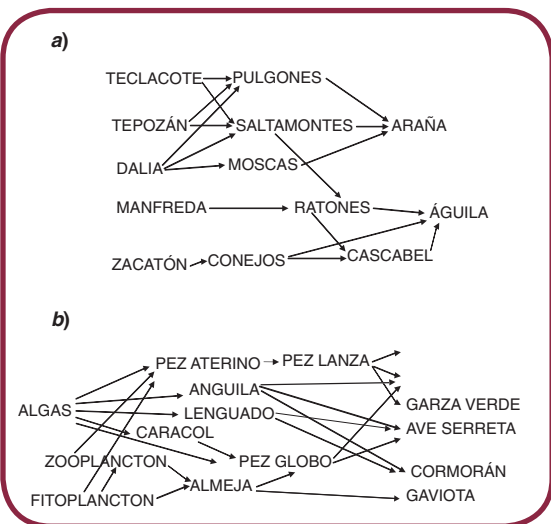 a)
TECLACOTE PULGONES
TEPOZÁN SALTAMONTES ARAÑA
DALIA MOSCAS
MANFREDA RATONES ÁGUILA
ZACATÓN CONEJOS CASCABEL
b)
PEZ ATERINO PEZ LANZA
ANGUILA
GARZA VERDE
ALGAS LENGUADO
AVE SERRETA
CARACOL
ZOOPLANCTON PEZ GLOBO
CORMORÁN
FITOPLANCTON ALMEJA GAVIOTA